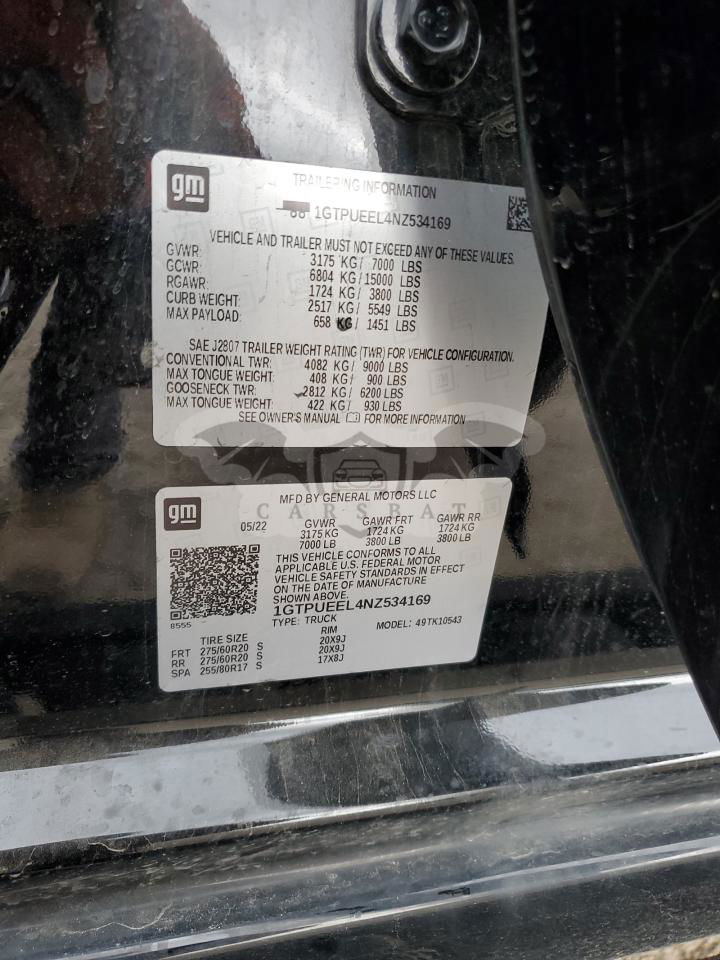 gm
TRAILERING INFORMATION
1GTPUEEL4NZ534169
VEHICLE AND TRAILER MUST NOT EXCEED ANY OF THESE VALUES.
GVWR: 3175 KG/ 7000 LBS
GCWR: 6804 KG/15000 LBS
RGAWR: 1724 KG/ 3800 LBS
CURB WEIGHT: 2517 KG/ 5549 LBS
MAX PAYLOAD: 658 KG/ 1451 LBS
SAE J2807 TRAILER WEIGHT RATING (TWR) FOR VEHICLE CONFIGURATION.
CONVENTIONAL TWR: 4082 KG/ 9000 LBS
MAX TONGUE WEIGHT: 408 KG/ 900 LBS
GOOSENECK TWR: 2812 KG/ 6200 LBS
MAX TONGUE WEIGHT: 422 KG/ 930 LBS
SEE OWNER'S MANUAL FOR MORE INFORMATION
CARSBAT
gm
MFD BY GENERAL MOTORS LLC
05/22 GVWR GAWR FRT GAWR RR
3175 KG 1724 KG 1724 KG
7000 LB 3800 LB 3800 LB
THIS VEHICLE CONFORMS TO ALL
APPLICABLE U.S. FEDERAL MOTOR
VEHICLE SAFETY STANDARDS IN EFFECT
ON THE DATE OF MANUFACTURE
SHOWN ABOVE.
1GTPUEEL4NZ534169
8555 TYPE: TRUCK MODEL: 49TK10543
TIRE SIZE RIM
FRT 275/60R20 S 20X9J
RR 275/60R20 S 20X9J
SPA 255/80R17 S 17X8J